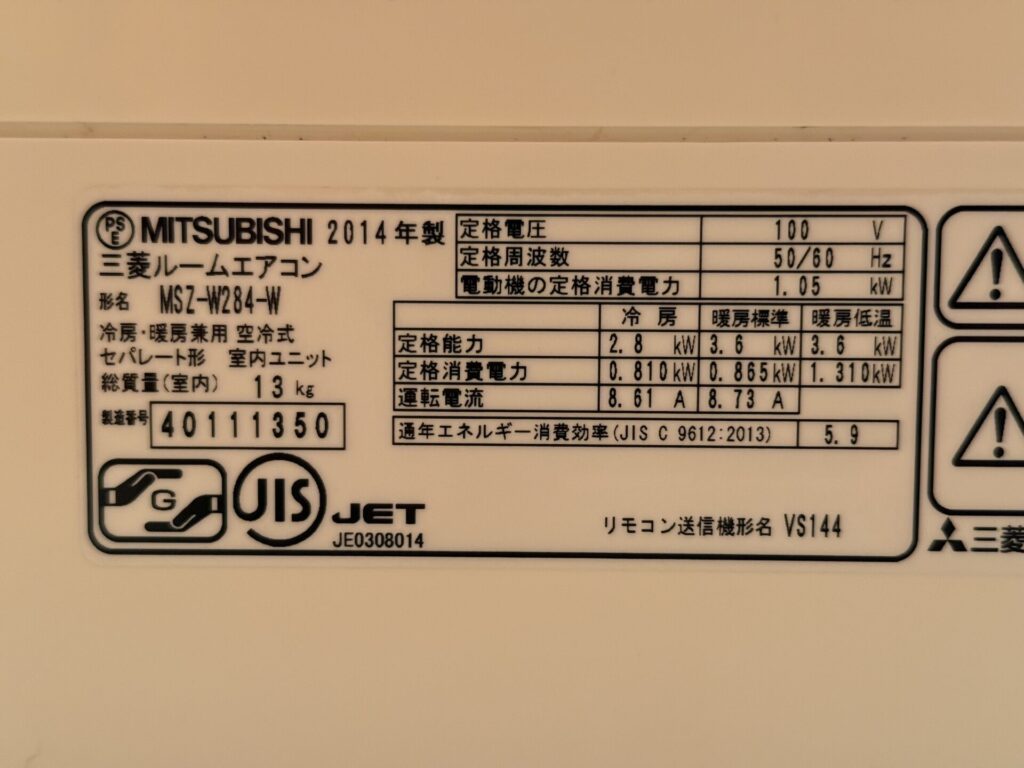 PS E MITSUBISHI 2014年製
三菱ルームエアコン
形名 MSZ-W284-W
冷房・暖房兼用 空冷式
セパレート形 室内ユニット
総質量(室内) 13 kg
製造番号 40111350
定格電圧 100 V
定格周波数 50/60 Hz
電動機の定格消費電力 1.05 kW
冷房 暖房標準 暖房低温
定格能力 2.8 kW 3.6 kW 3.6 kW
定格消費電力 0.810kW 0.865kW 1.310kW
運転電流 8.61 A 8.73 A
通年エネルギー消費効率(JIS C 9612:2013) 5.9
G JIS JET
JE0308014
リモコン送信機形名 VS144
三菱